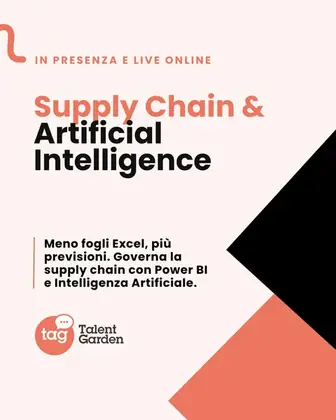 IN PRESENZA E LIVE ONLINE
Supply Chain &
Artificial
Intelligence
Meno fogli Excel, più
previsioni. Governa la
supply chain con Power BI
e Intelligenza Artificiale.
tag
Talent
Garden